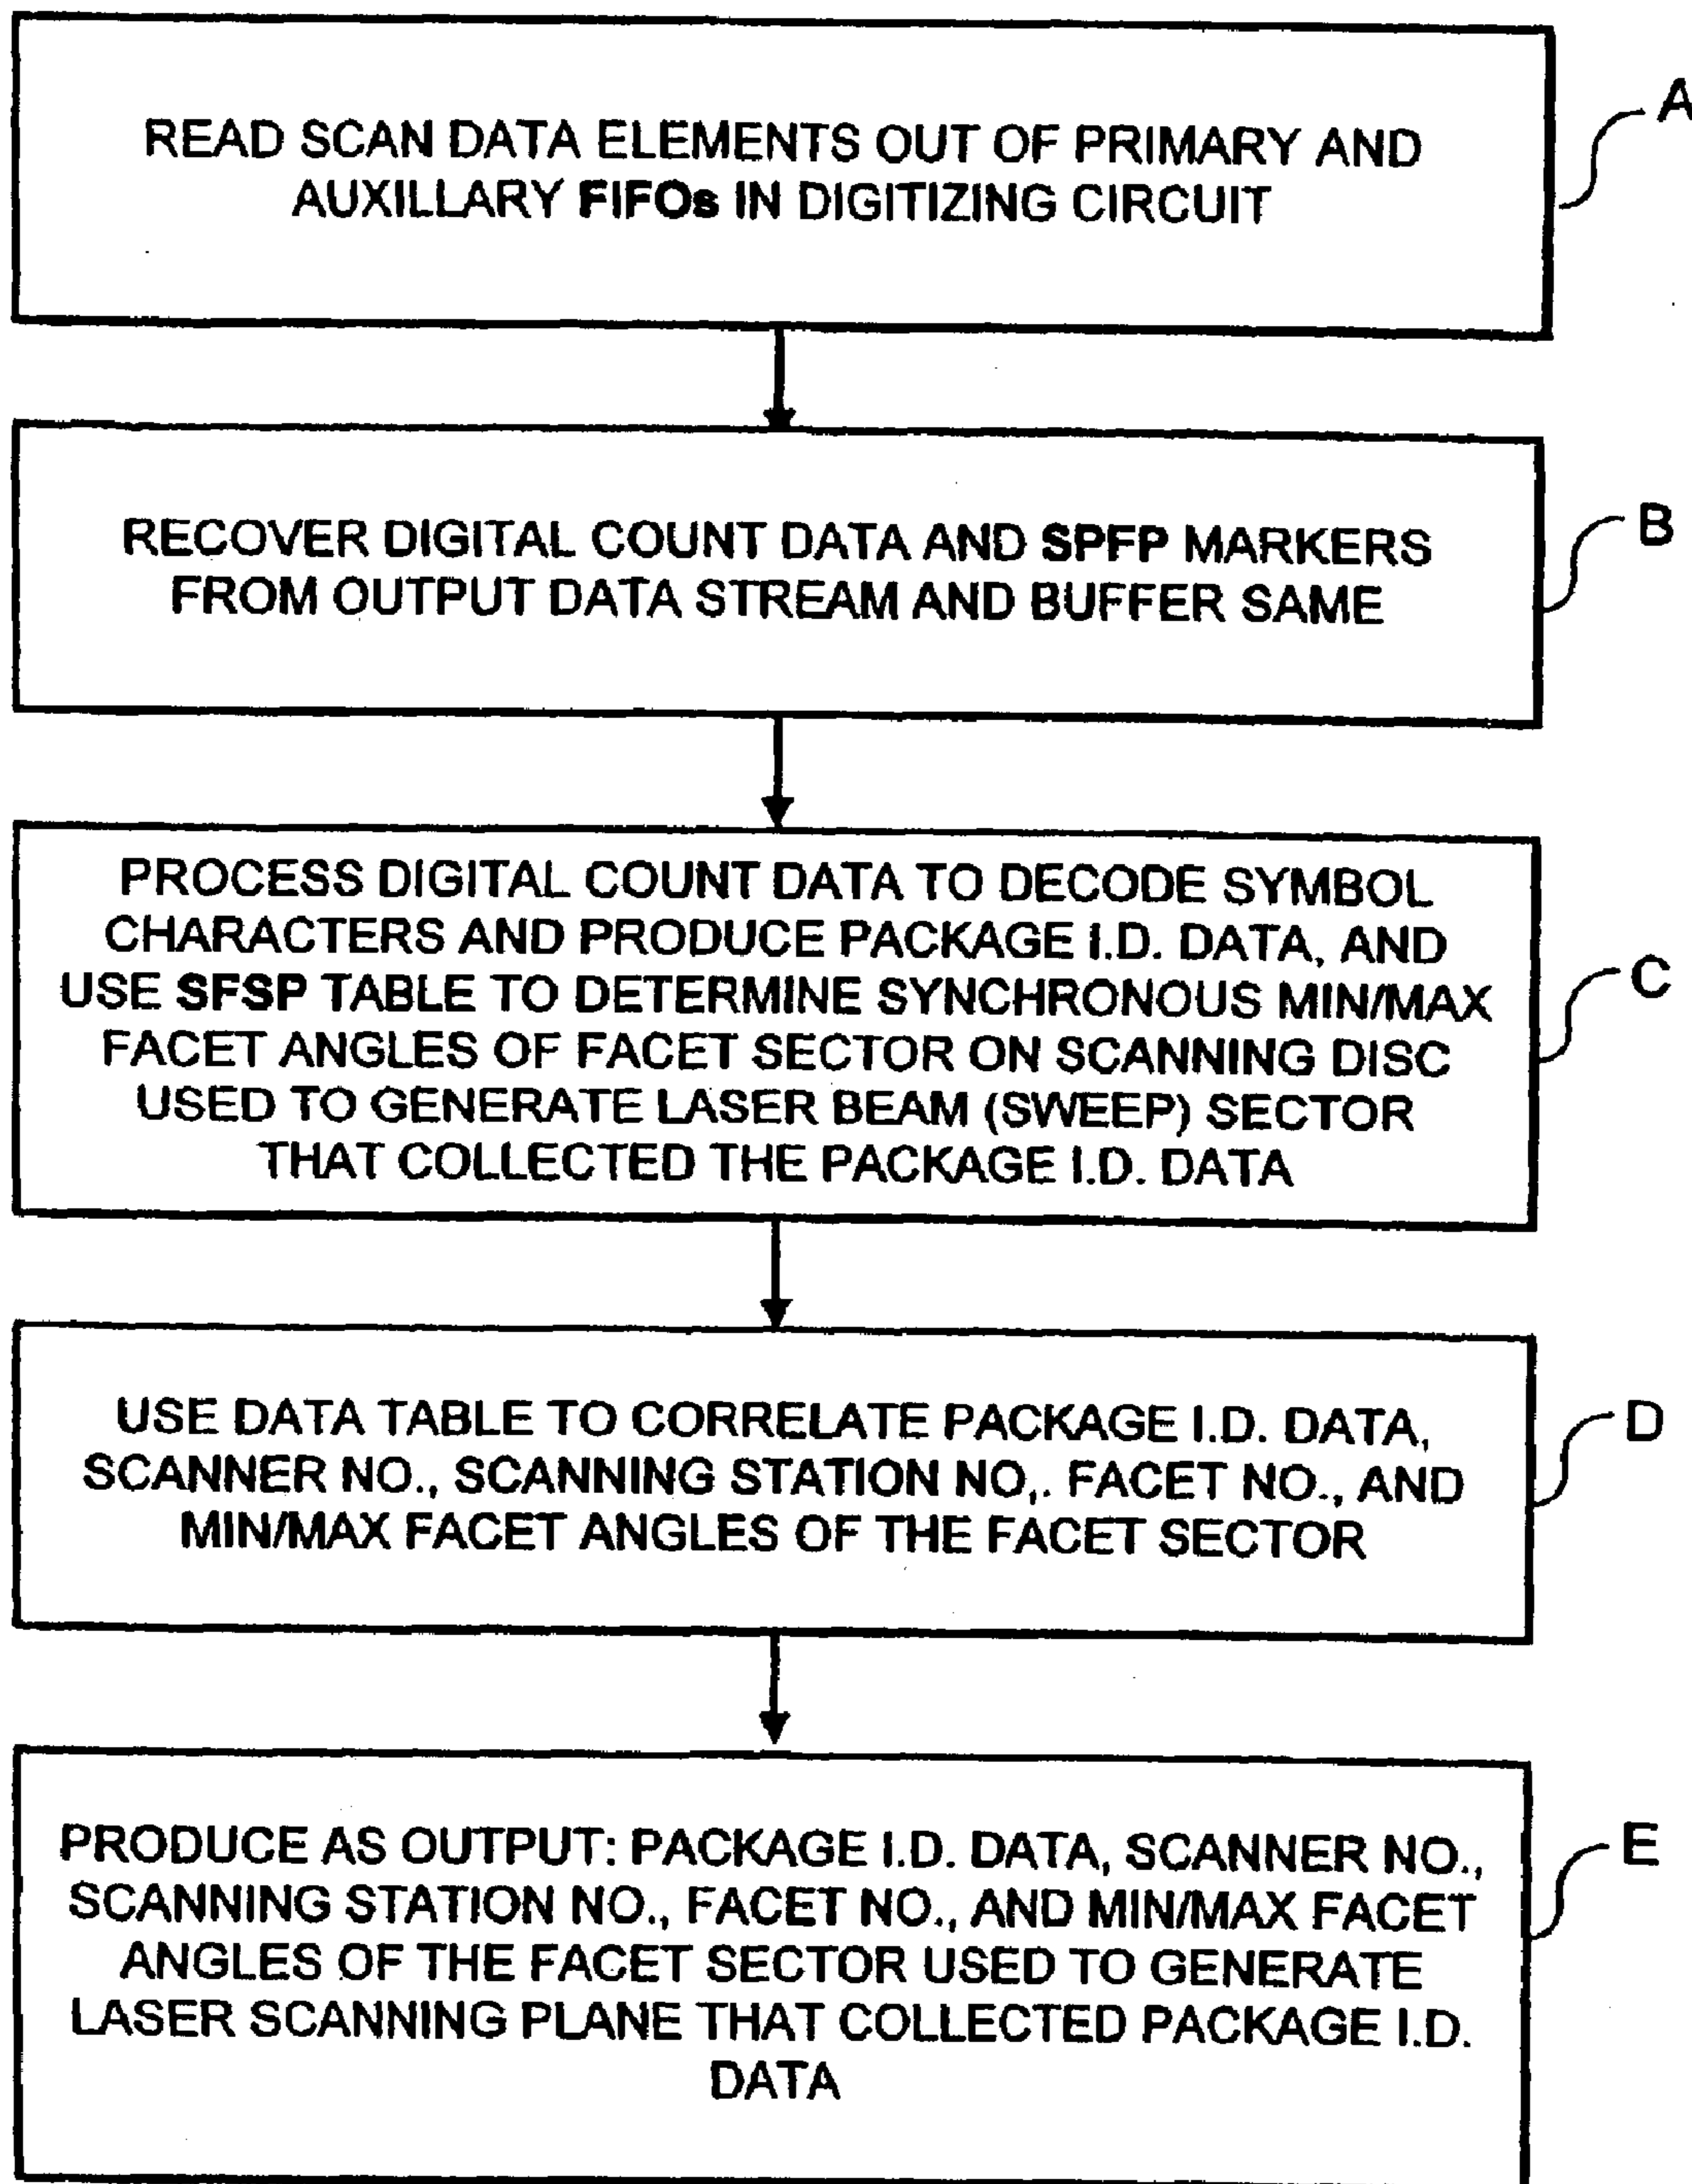 READ SCAN DATA ELEMENTS OUT OF PRIMARY AND
AUXILLARY FIFOs IN DIGITIZING CIRCUIT
A
RECOVER DIGITAL COUNT DATA AND SPFP MARKERS
FROM OUTPUT DATA STREAM AND BUFFER SAME
B
PROCESS DIGITAL COUNT DATA TO DECODE SYMBOL
CHARACTERS AND PRODUCE PACKAGE I.D. DATA, AND
USE SFSP TABLE TO DETERMINE SYNCHRONOUS MIN/MAX
FACET ANGLES OF FACET SECTOR ON SCANNING DISC
USED TO GENERATE LASER BEAM (SWEEP) SECTOR
THAT COLLECTED THE PACKAGE I.D. DATA
C
USE DATA TABLE TO CORRELATE PACKAGE I.D. DATA,
SCANNER NO., SCANNING STATION NO,. FACET NO., AND
MIN/MAX FACET ANGLES OF THE FACET SECTOR
D
PRODUCE AS OUTPUT: PACKAGE I.D. DATA, SCANNER NO.,
SCANNING STATION NO., FACET NO., AND MIN/MAX FACET
ANGLES OF THE FACET SECTOR USED TO GENERATE
LASER SCANNING PLANE THAT COLLECTED PACKAGE I.D.
DATA
E